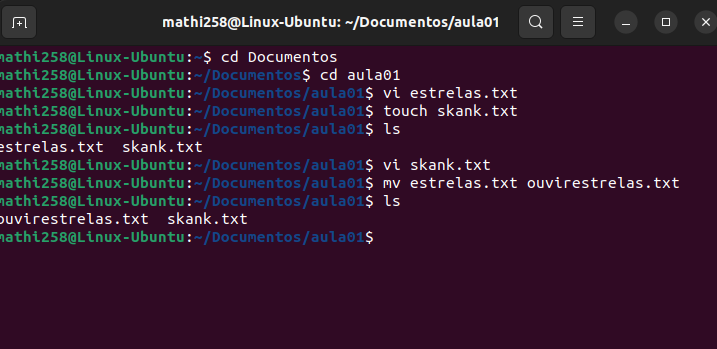 mathi258@Linux-Ubuntu: ~/Documentos/aula01
mathi258@Linux-Ubuntu:~$ cd Documentos
mathi258@Linux-Ubuntu:~/Documentos$ cd aula01
mathi258@Linux-Ubuntu:~/Documentos/aula01$ vi estrelas.txt
mathi258@Linux-Ubuntu:~/Documentos/aula01$ touch skank.txt
mathi258@Linux-Ubuntu:~/Documentos/aula01$ ls
estrelas.txt  skank.txt
mathi258@Linux-Ubuntu:~/Documentos/aula01$ vi skank.txt
mathi258@Linux-Ubuntu:~/Documentos/aula01$ mv estrelas.txt ouvirestrelas.txt
mathi258@Linux-Ubuntu:~/Documentos/aula01$ ls
ouvirestrelas.txt  skank.txt
mathi258@Linux-Ubuntu:~/Documentos/aula01$